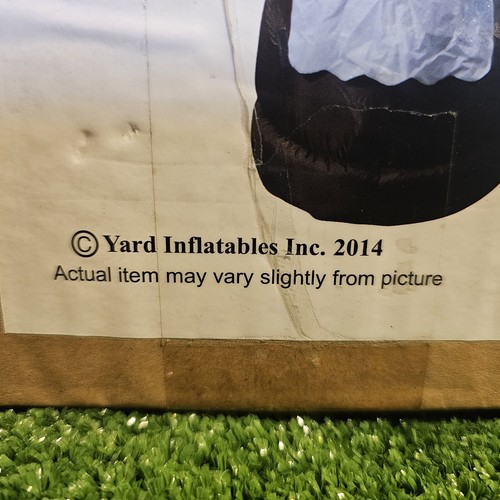 ©Yard Inflatables Inc. 2014
Actual item may vary slightly from picture